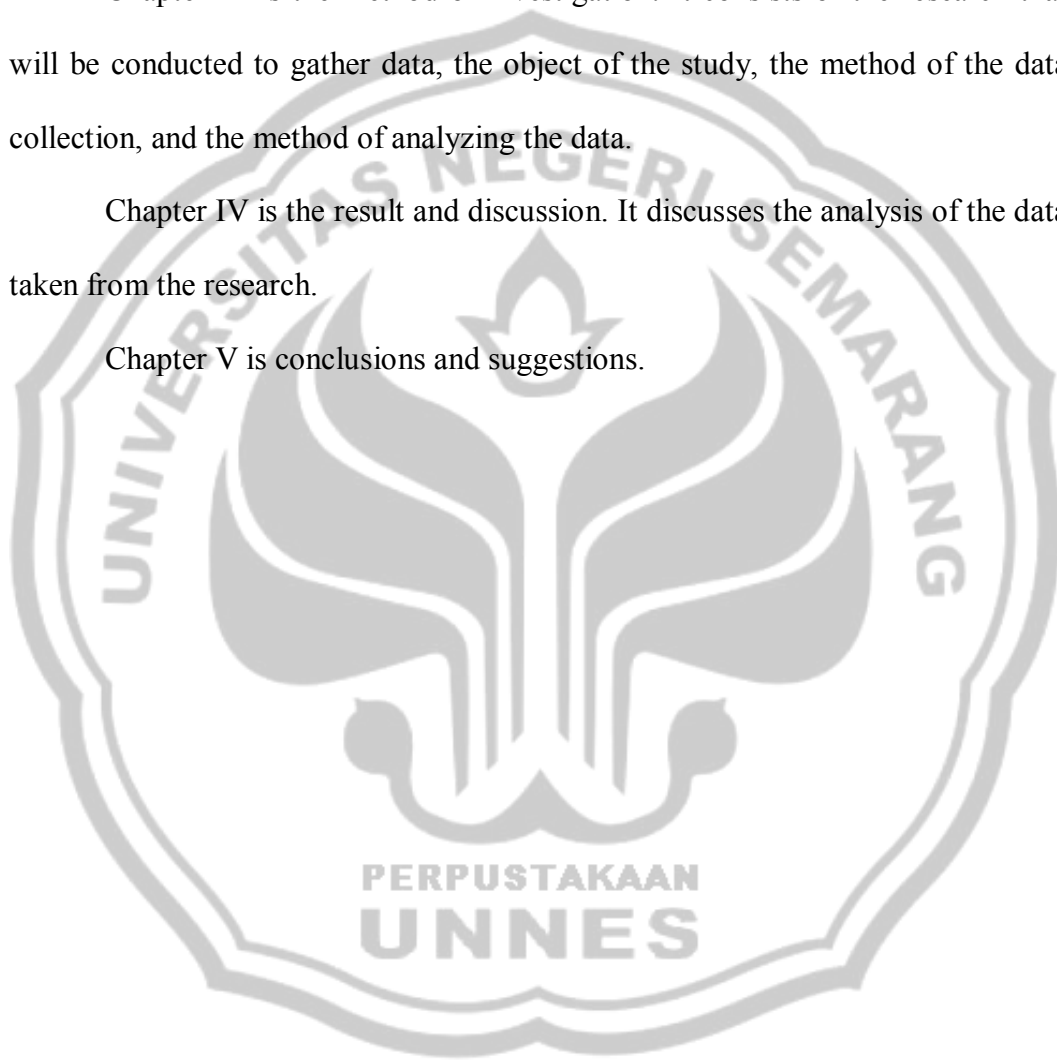 will be conducted to gather data, the object of the study, the method of the data
collection, and the method of analyzing the data.
Chapter IV is the result and discussion. It discusses the analysis of the data
taken from the research.
Chapter V is conclusions and suggestions.
UNIVERSITAS NEGERI SEMARANG
PERPUSTAKAAN
UNNES